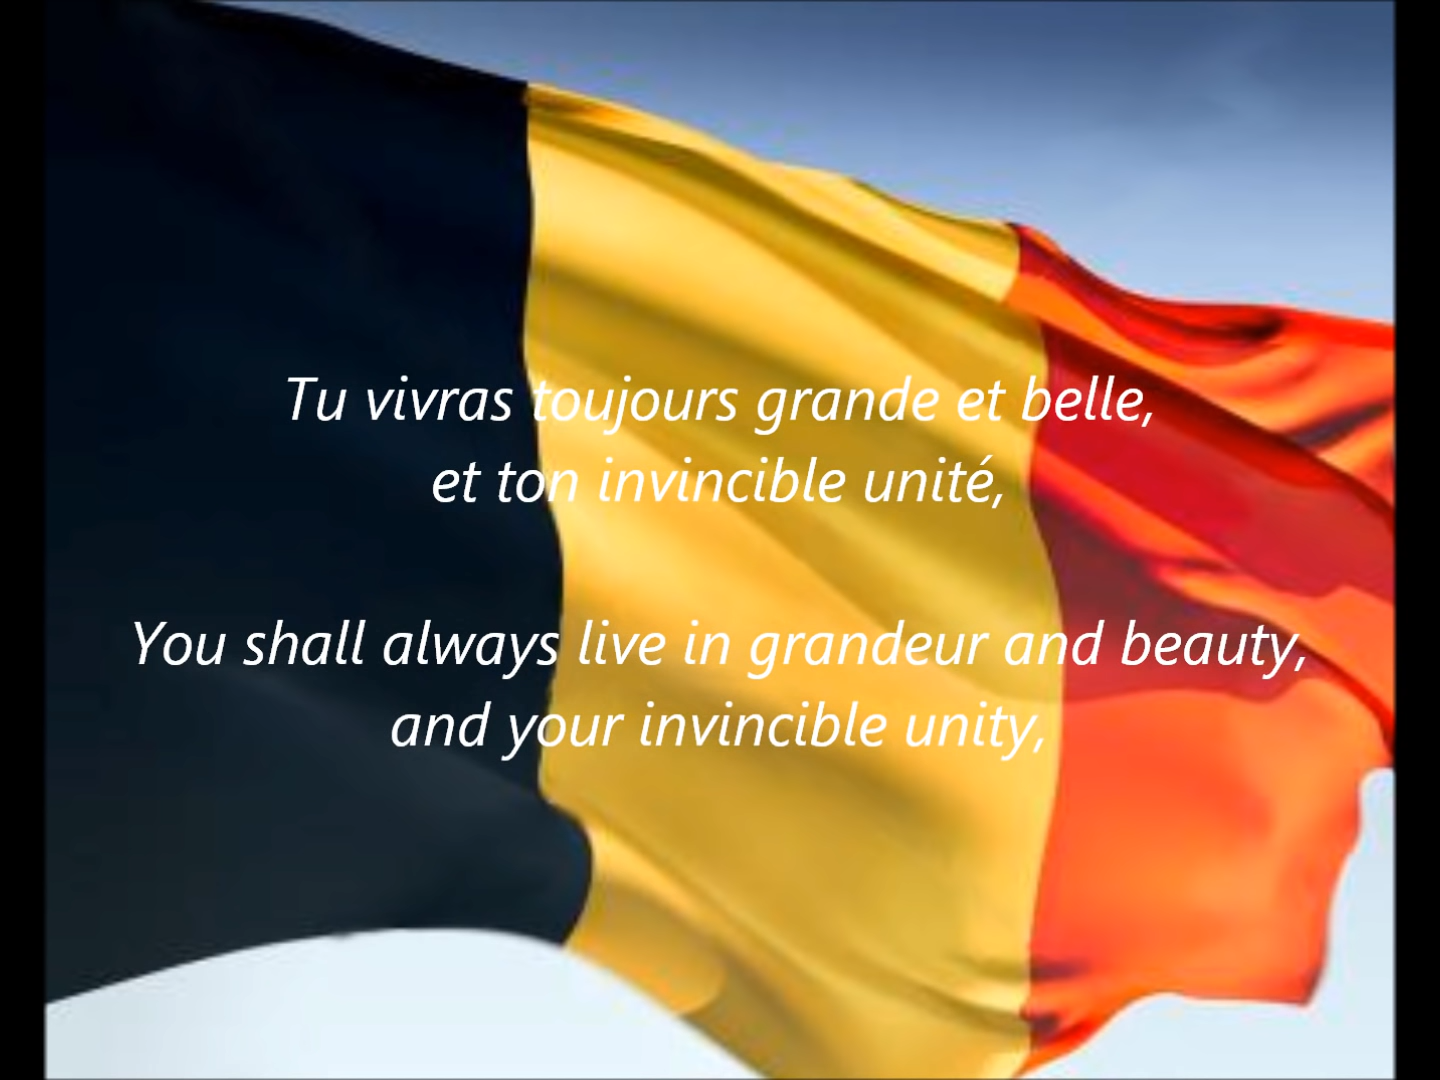 Tu vivras toujours grande et belle,
et ton invincible unité,
You shall always live in grandeur and beauty,
and your invincible unity,